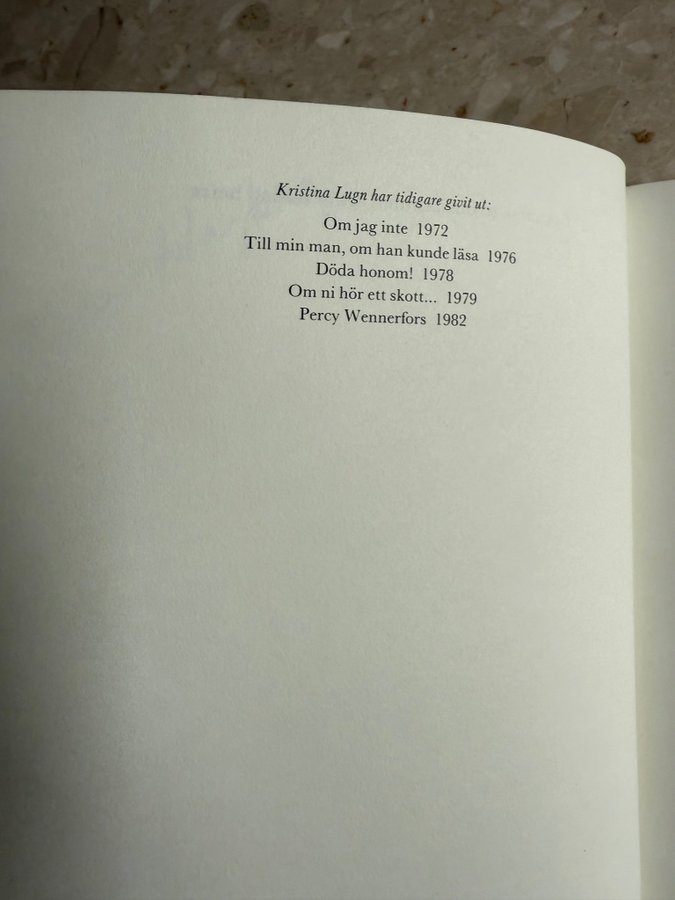 Kristina Lugn har tidigare givit ut:
Om jag inte 1972
Till min man, om han kunde läsa 1976
Döda honom! 1978
Om ni hör ett skott... 1979
Percy Wennerfors 1982